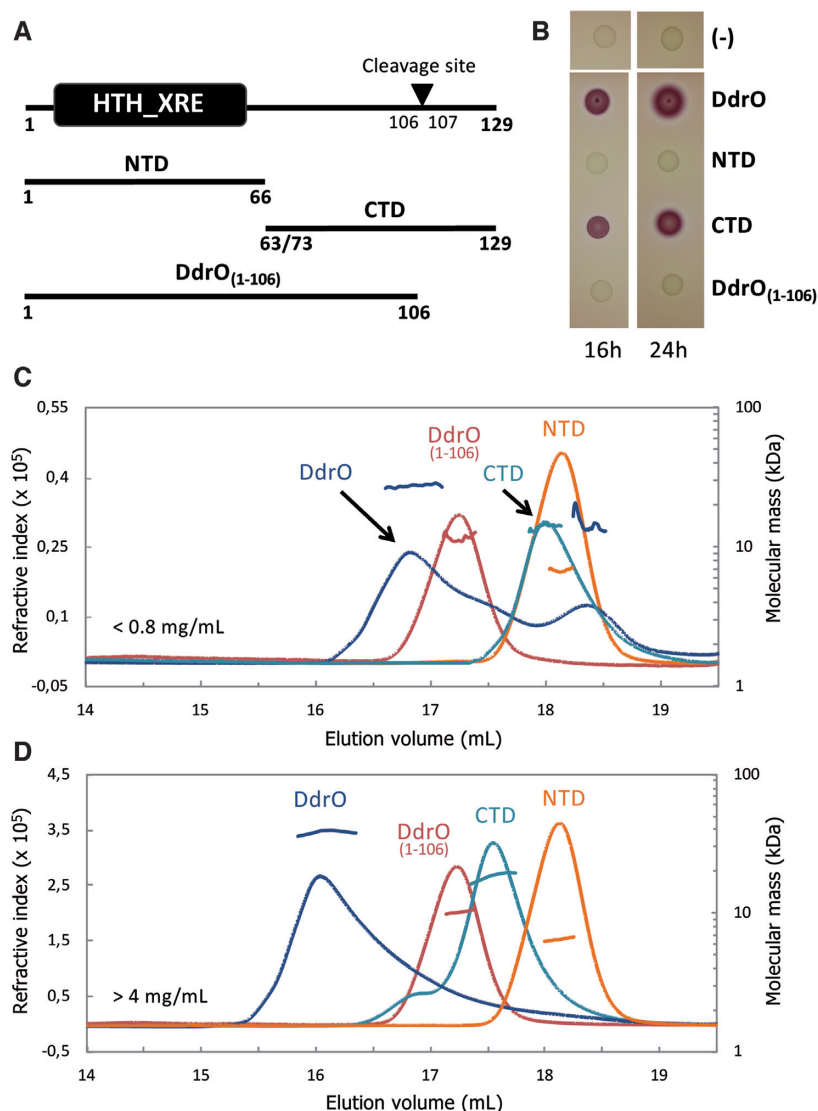 A
Cleavage site
HTH_XRE
1
106 107
129
NTD
1
66
CTD
63/73
129
DdrO(1-106)
1
106
B
(-)
DdrO
NTD
CTD
DdrO(1-106)
16h
24h
C
0,55
0,4
0,25
0,1
-0,05
Refractive index (x 10⁵)
DdrO
DdrO
(1-106)
CTD
NTD
< 0.8 mg/mL
100
10
1
Molecular mass (kDa)
14 15 16 17 18 19
Elution volume (mL)
D
4,5
3,5
2,5
1,5
0,5
-0,5
Refractive index (x 10⁵)
DdrO
DdrO
(1-106)
CTD
NTD
> 4 mg/mL
100
10
1
Molecular mass (kDa)
14 15 16 17 18 19
Elution volume (mL)